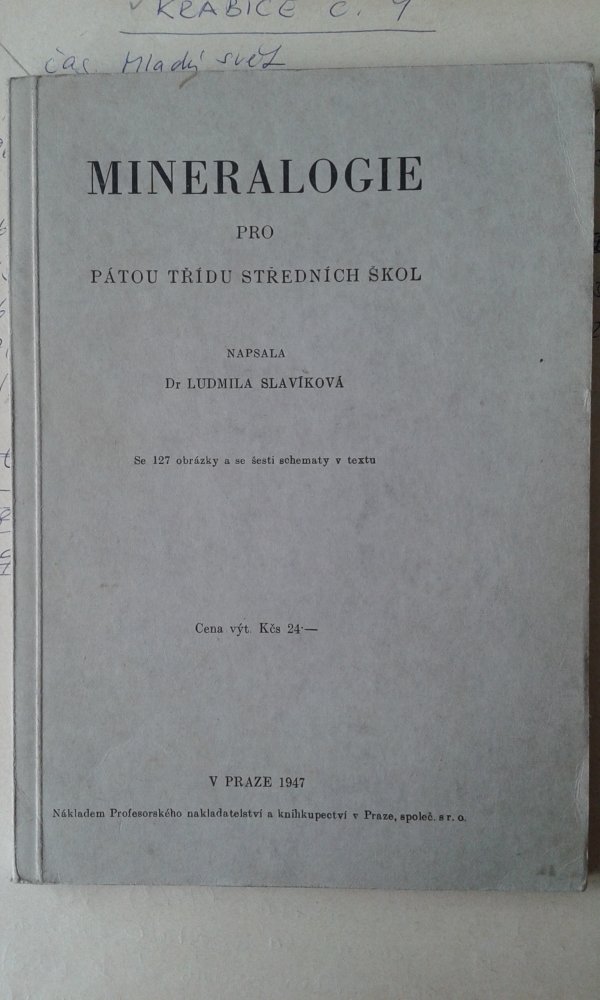 KRABICE Č. 4
čas. Mladý svět
MINERALOGIE
PRO
PÁTOU TŘÍDU STŘEDNÍCH ŠKOL
NAPSALA
Dr LUDMILA SLAVÍKOVÁ
Se 127 obrázky a se šesti schematy v textu
Cena výt. Kčs 24·—
V PRAZE 1947
Nákladem Profesorského nakladatelství a knihkupectví v Praze, společ. s r. o.